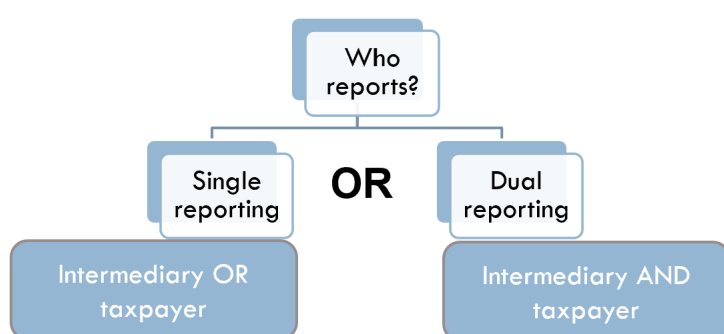 Who
reports?
Single
reporting
OR
Dual
reporting
Intermediary OR
taxpayer
Intermediary AND
taxpayer